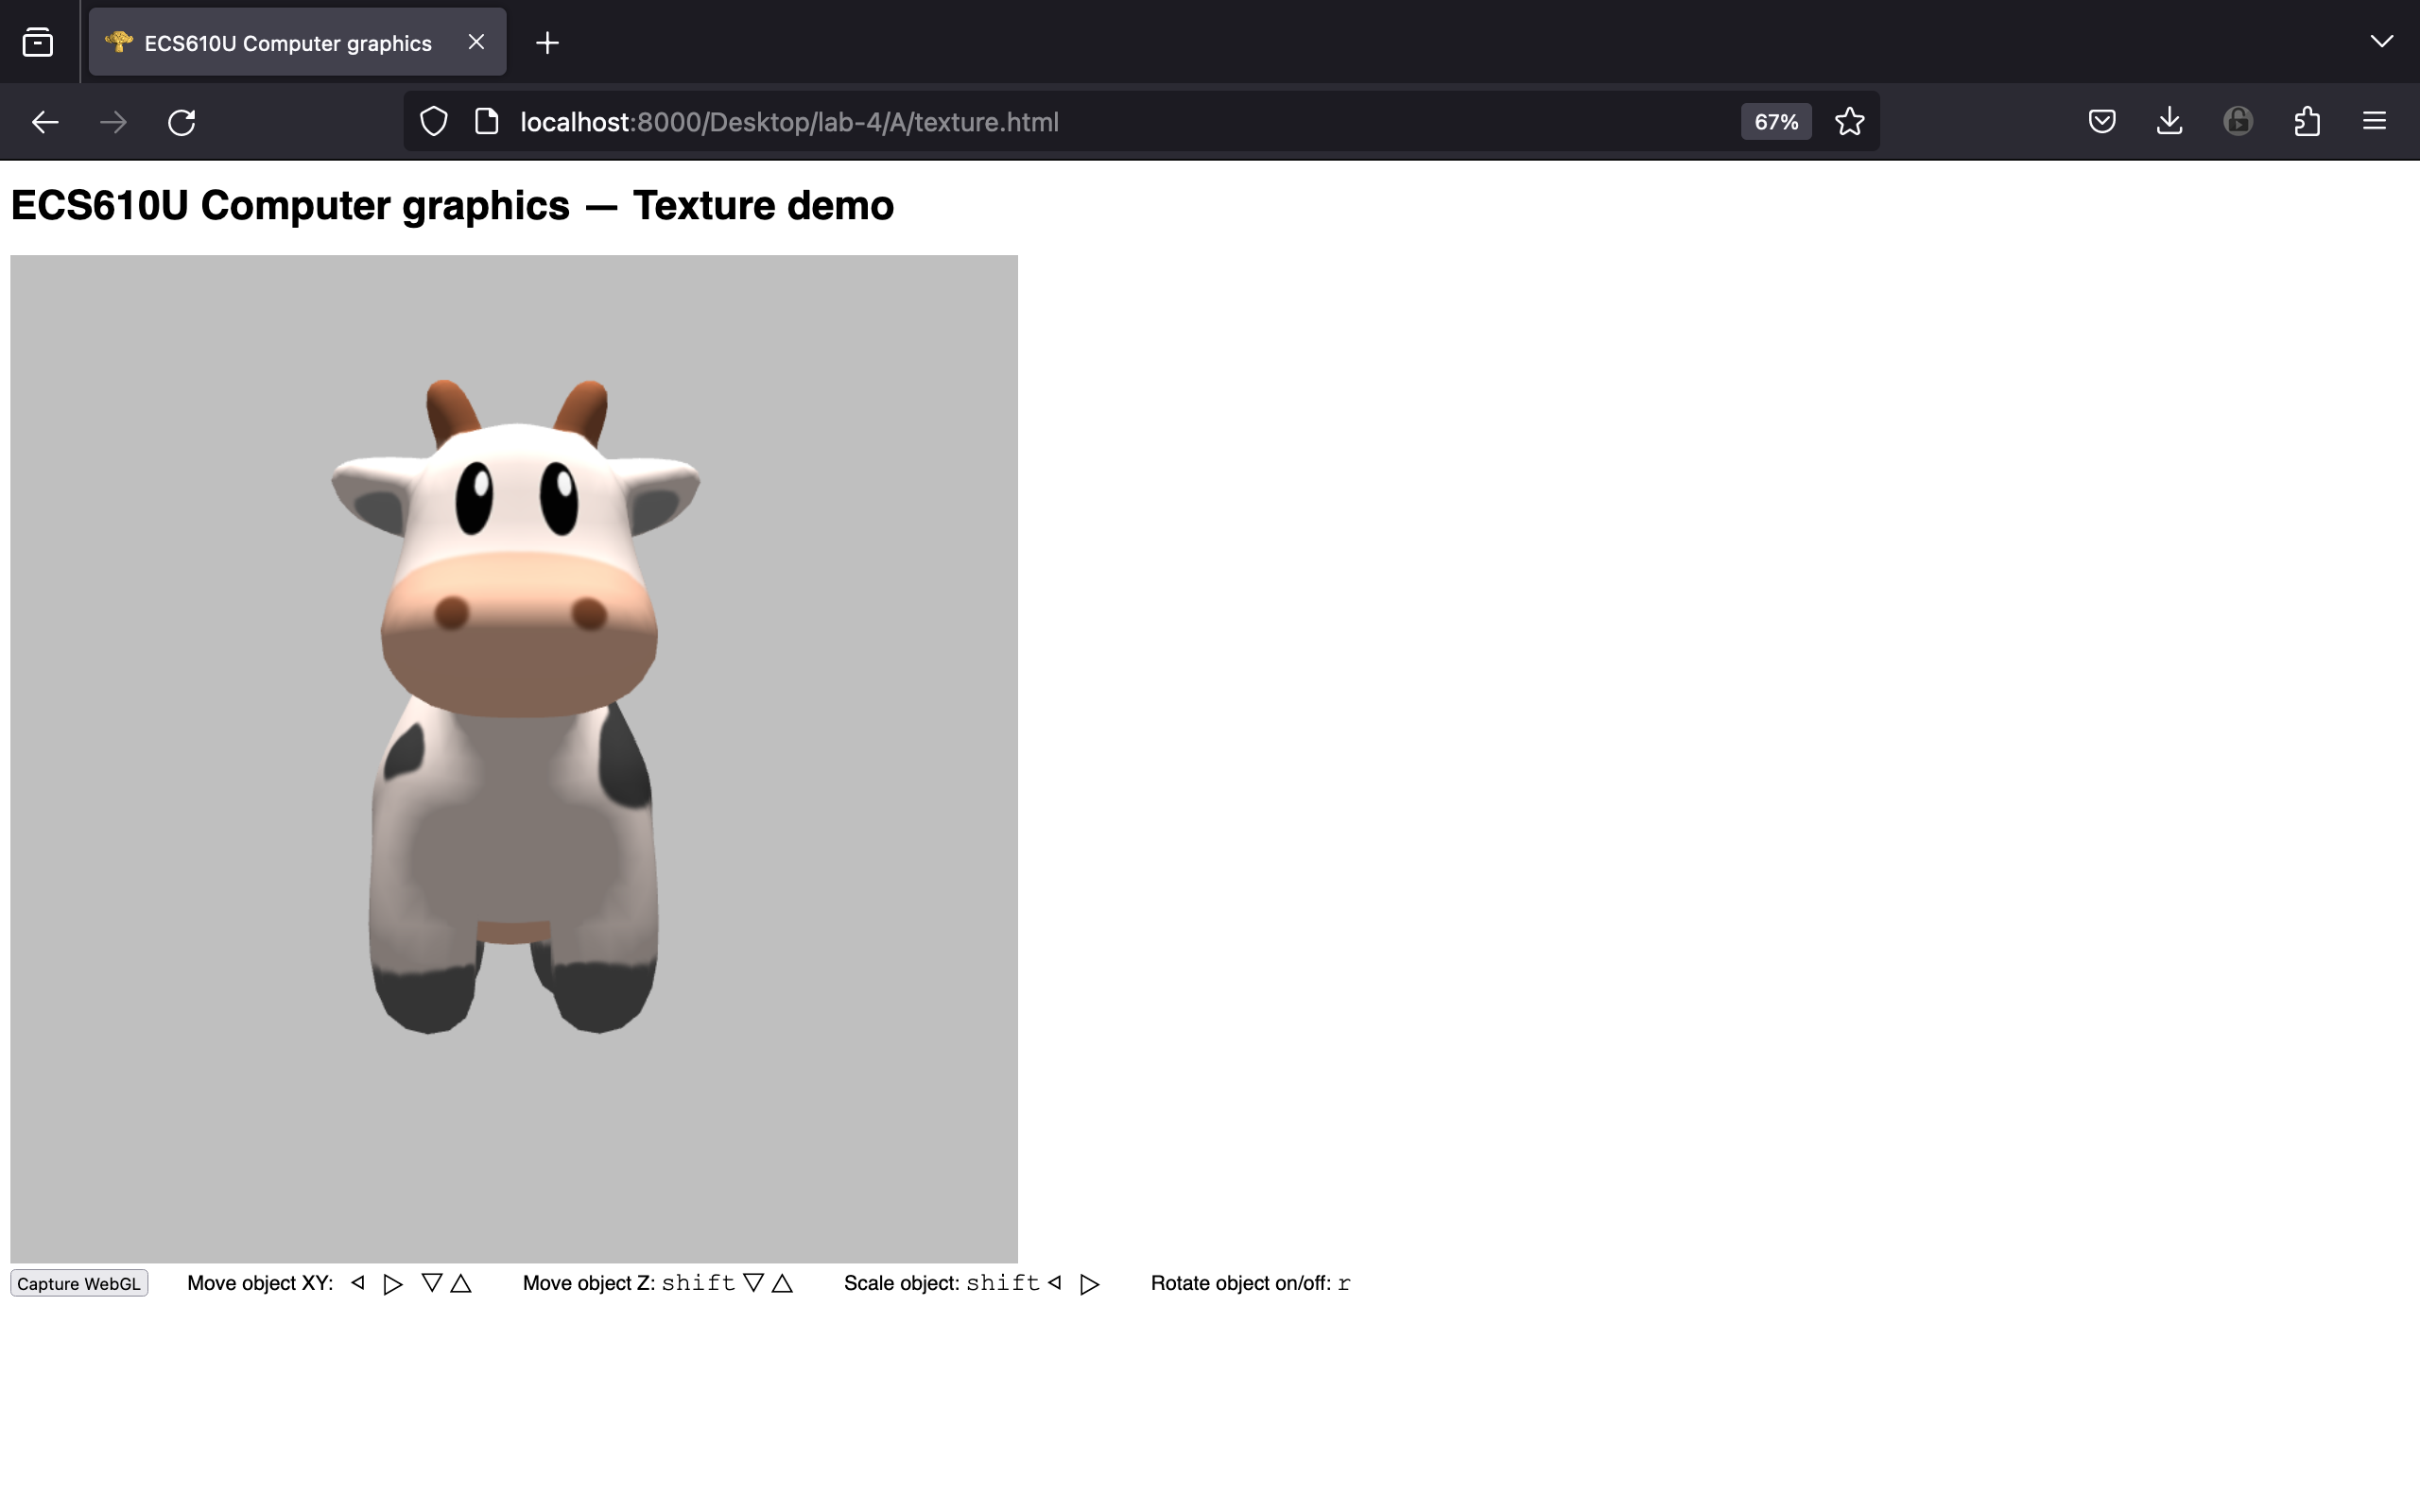 ECS610U Computer graphics
localhost:8000/Desktop/lab-4/A/texture.html 67%
ECS610U Computer graphics — Texture demo
Capture WebGL Move object XY: ◃ ▷ ▽ △ Move object Z: shift ▽ △ Scale object: shift ◃ ▷ Rotate object on/off: r